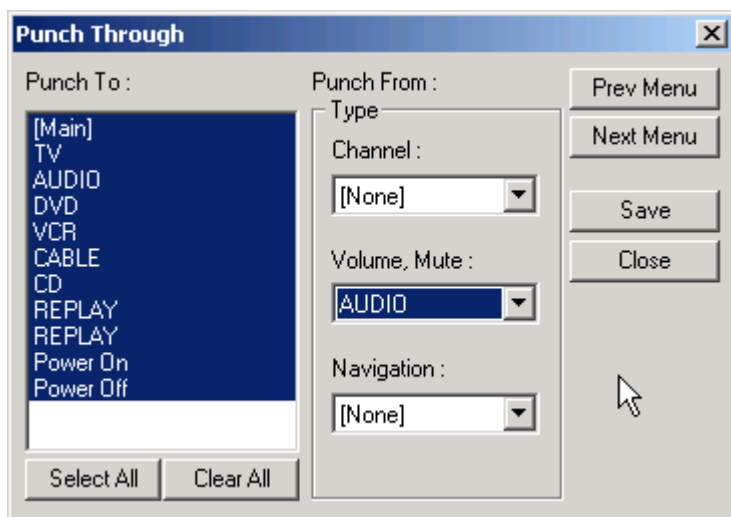 Punch Through
Punch To :
[Main]
TV
AUDIO
DVD
VCR
CABLE
CD
REPLAY
REPLAY
Power On
Power Off
Select All
Clear All
Punch From :
Type
Channel :
[None]
Volume, Mute :
AUDIO
Navigation :
[None]
Prev Menu
Next Menu
Save
Close